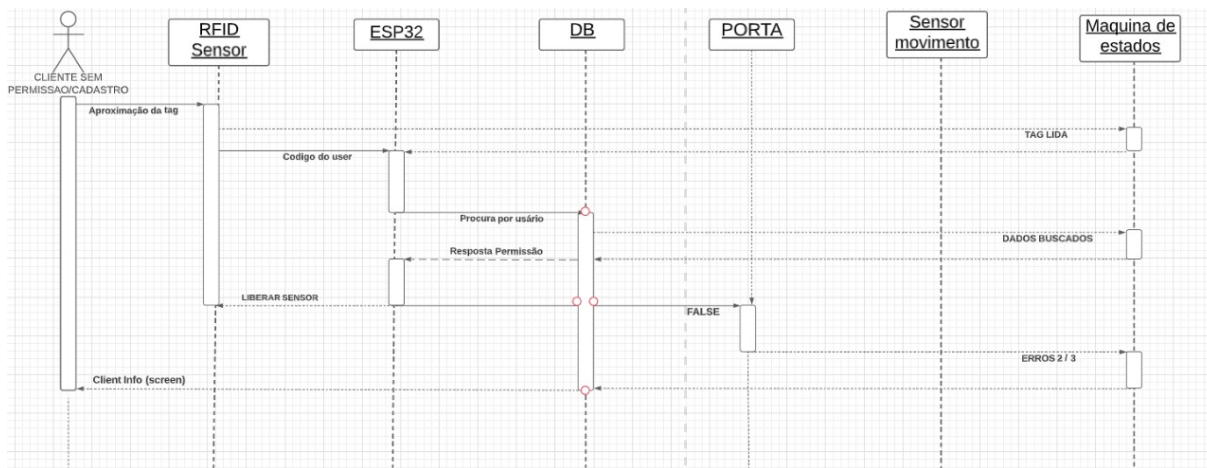 RFID
Sensor
ESP32
DB
PORTA
Sensor
movimento
Maquina de
estados
CLIENTE SEM
PERMISSAO/CADASTRO
Aproximação da tag
TAG LIDA
Codigo do user
Procura por usário
DADOS BUSCADOS
Resposta Permissão
LIBERAR SENSOR
FALSE
ERROS 2 / 3
Client Info (screen)